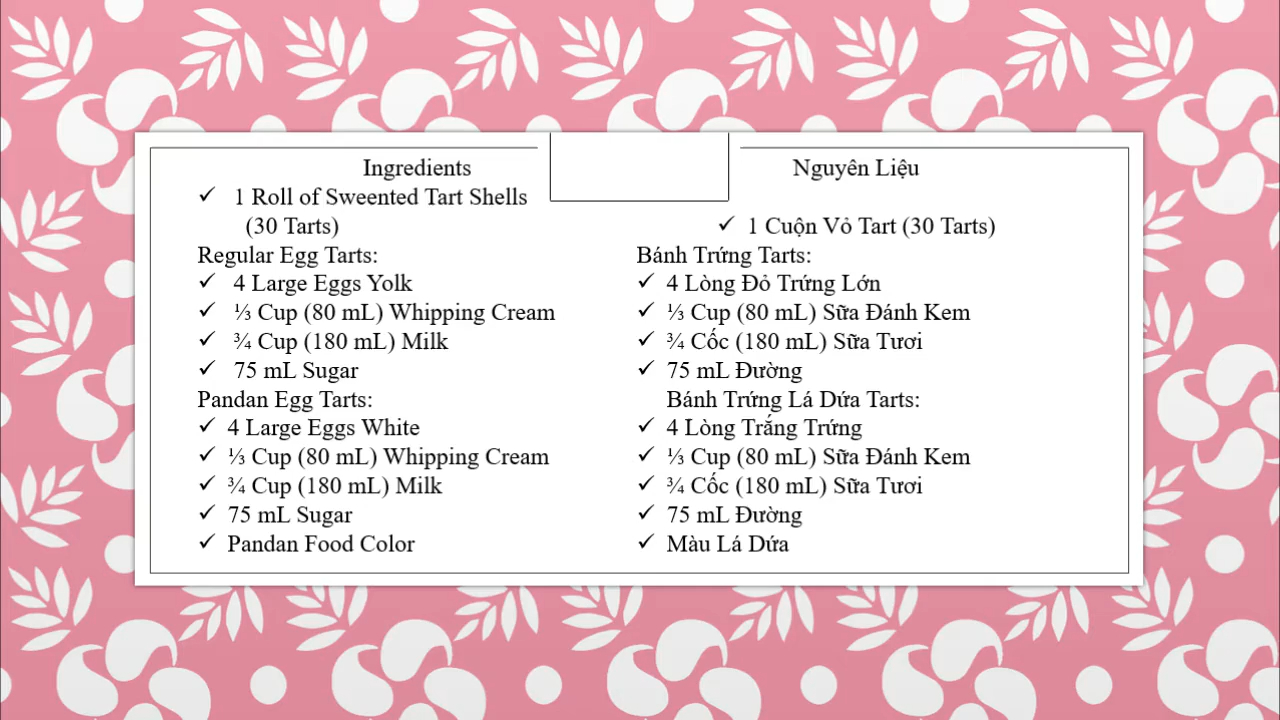 Ingredients
✓ 1 Roll of Sweented Tart Shells
(30 Tarts)
Regular Egg Tarts:
✓ 4 Large Eggs Yolk
✓ ⅓ Cup (80 mL) Whipping Cream
✓ ¾ Cup (180 mL) Milk
✓ 75 mL Sugar
Pandan Egg Tarts:
✓ 4 Large Eggs White
✓ ⅓ Cup (80 mL) Whipping Cream
✓ ¾ Cup (180 mL) Milk
✓ 75 mL Sugar
✓ Pandan Food Color
Nguyên Liệu
✓ 1 Cuộn Vỏ Tart (30 Tarts)
Bánh Trứng Tarts:
✓ 4 Lòng Đỏ Trứng Lớn
✓ ⅓ Cup (80 mL) Sữa Đánh Kem
✓ ¾ Cốc (180 mL) Sữa Tươi
✓ 75 mL Đường
Bánh Trứng Lá Dứa Tarts:
✓ 4 Lòng Trắng Trứng
✓ ⅓ Cup (80 mL) Sữa Đánh Kem
✓ ¾ Cốc (180 mL) Sữa Tươi
✓ 75 mL Đường
✓ Màu Lá Dứa